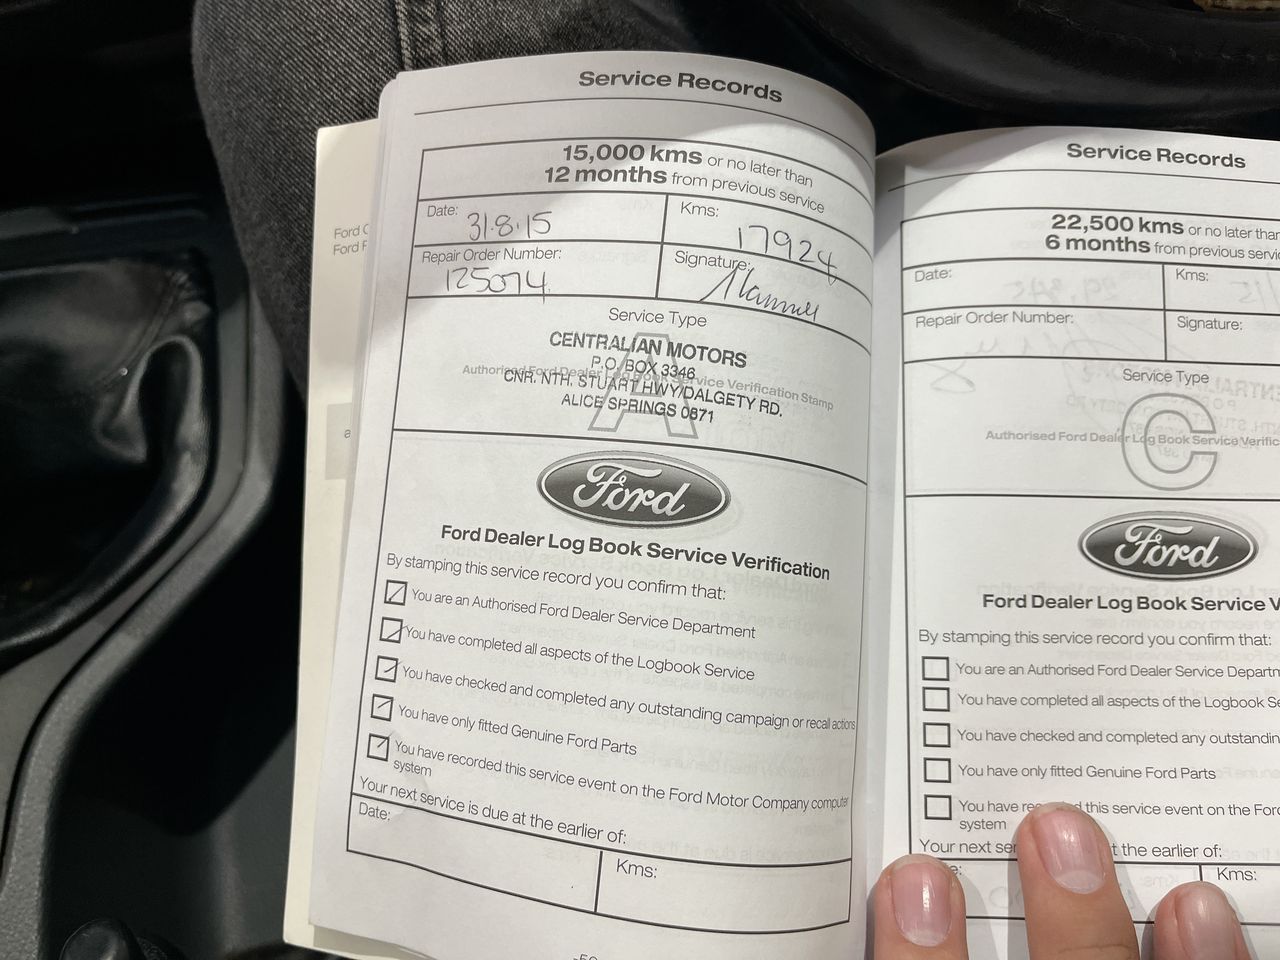 Ford
Ford
a
Service Records
15,000 kms or no later than
12 months from previous service
Date: 31·8·15
Kms: 17924
Repair Order Number: 125074
Signature:
Service Type
A
CENTRALIAN MOTORS
P.O. BOX 3346
Authorised Ford Dealer Log Book Service Verification Stamp
CNR. NTH. STUART HWY/DALGETY RD.
ALICE SPRINGS 0871
Ford
Ford Dealer Log Book Service Verification
By stamping this service record you confirm that:
You are an Authorised Ford Dealer Service Department
You have completed all aspects of the Logbook Service
You have checked and completed any outstanding campaign or recall actions
You have only fitted Genuine Ford Parts
You have recorded this service event on the Ford Motor Company computer
system
Your next service is due at the earlier of:
Date:
Kms:
Service Records
22,500 kms or no later than
6 months from previous servic
Date:
Kms:
Repair Order Number:
Signature:
Service Type
C
Authorised Ford Dealer Log Book Service Verific
Ford
Ford Dealer Log Book Service V
By stamping this service record you confirm that:
You are an Authorised Ford Dealer Service Departm
You have completed all aspects of the Logbook Se
You have checked and completed any outstandin
You have only fitted Genuine Ford Parts
You have this service event on the Ford
system
Your next the earlier of:
Kms: